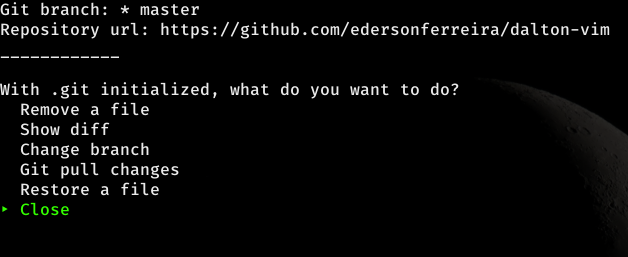 Git branch: * master
Repository url: https://github.com/edersonferreira/dalton-vim
____________
With .git initialized, what do you want to do?
Remove a file
Show diff
Change branch
Git pull changes
Restore a file
‣ Close